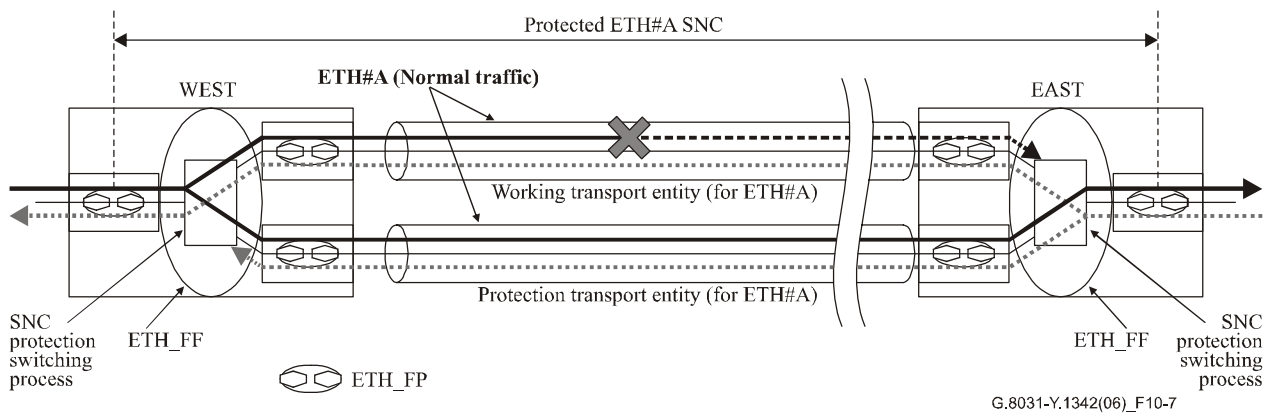 Protected ETH#A SNC
ETH#A (Normal traffic)
WEST
EAST
Working transport entity (for ETH#A)
Protection transport entity (for ETH#A)
SNC
protection
switching
process
ETH_FF
ETH_FF
SNC
protection
switching
process
ETH_FP
G.8031-Y.1342(06)_F10-7